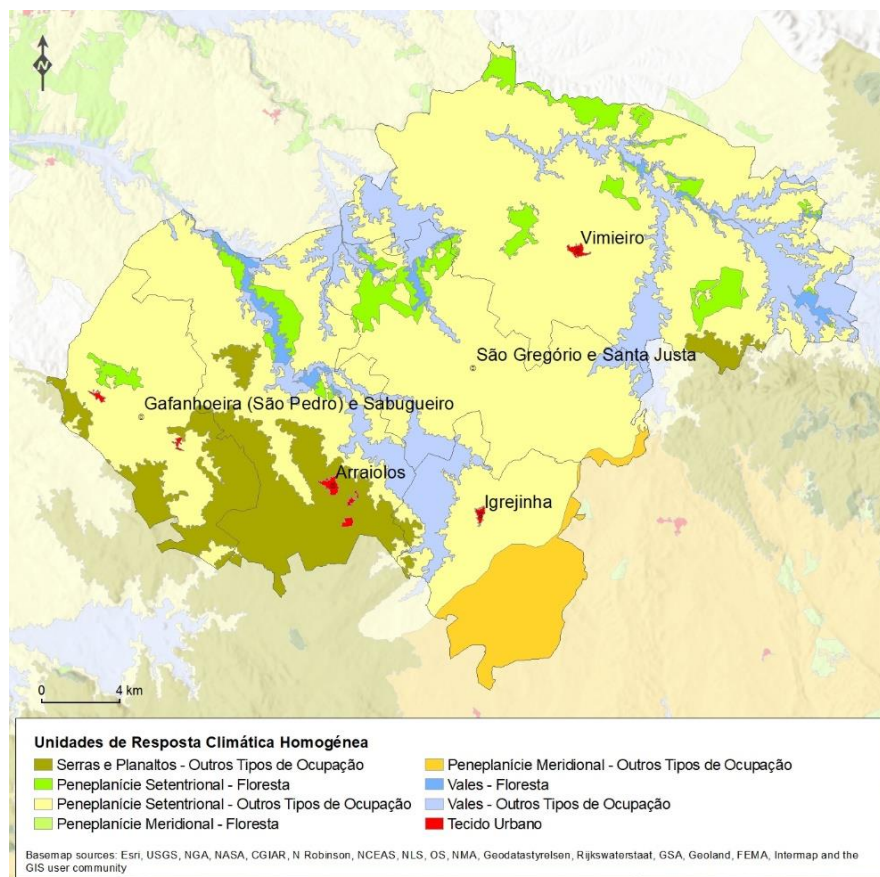 N
Vimieiro
São Gregório e Santa Justa
Gafanhoeira (São Pedro) e Sabugueiro
Arraiolos
Igrejinha
0 4 km
Unidades de Resposta Climática Homogénea
Serras e Planaltos - Outros Tipos de Ocupação
Peneplanície Setentrional - Floresta
Peneplanície Setentrional - Outros Tipos de Ocupação
Peneplanície Meridional - Floresta
Peneplanície Meridional - Outros Tipos de Ocupação
Vales - Floresta
Vales - Outros Tipos de Ocupação
Tecido Urbano
Basemap sources: Esri, USGS, NGA, NASA, CGIAR, N Robinson, NCEAS, NLS, OS, NMA, Geodatastyrelsen, Rijkswaterstaat, GSA, Geoland, FEMA, Intermap and the
GIS user community